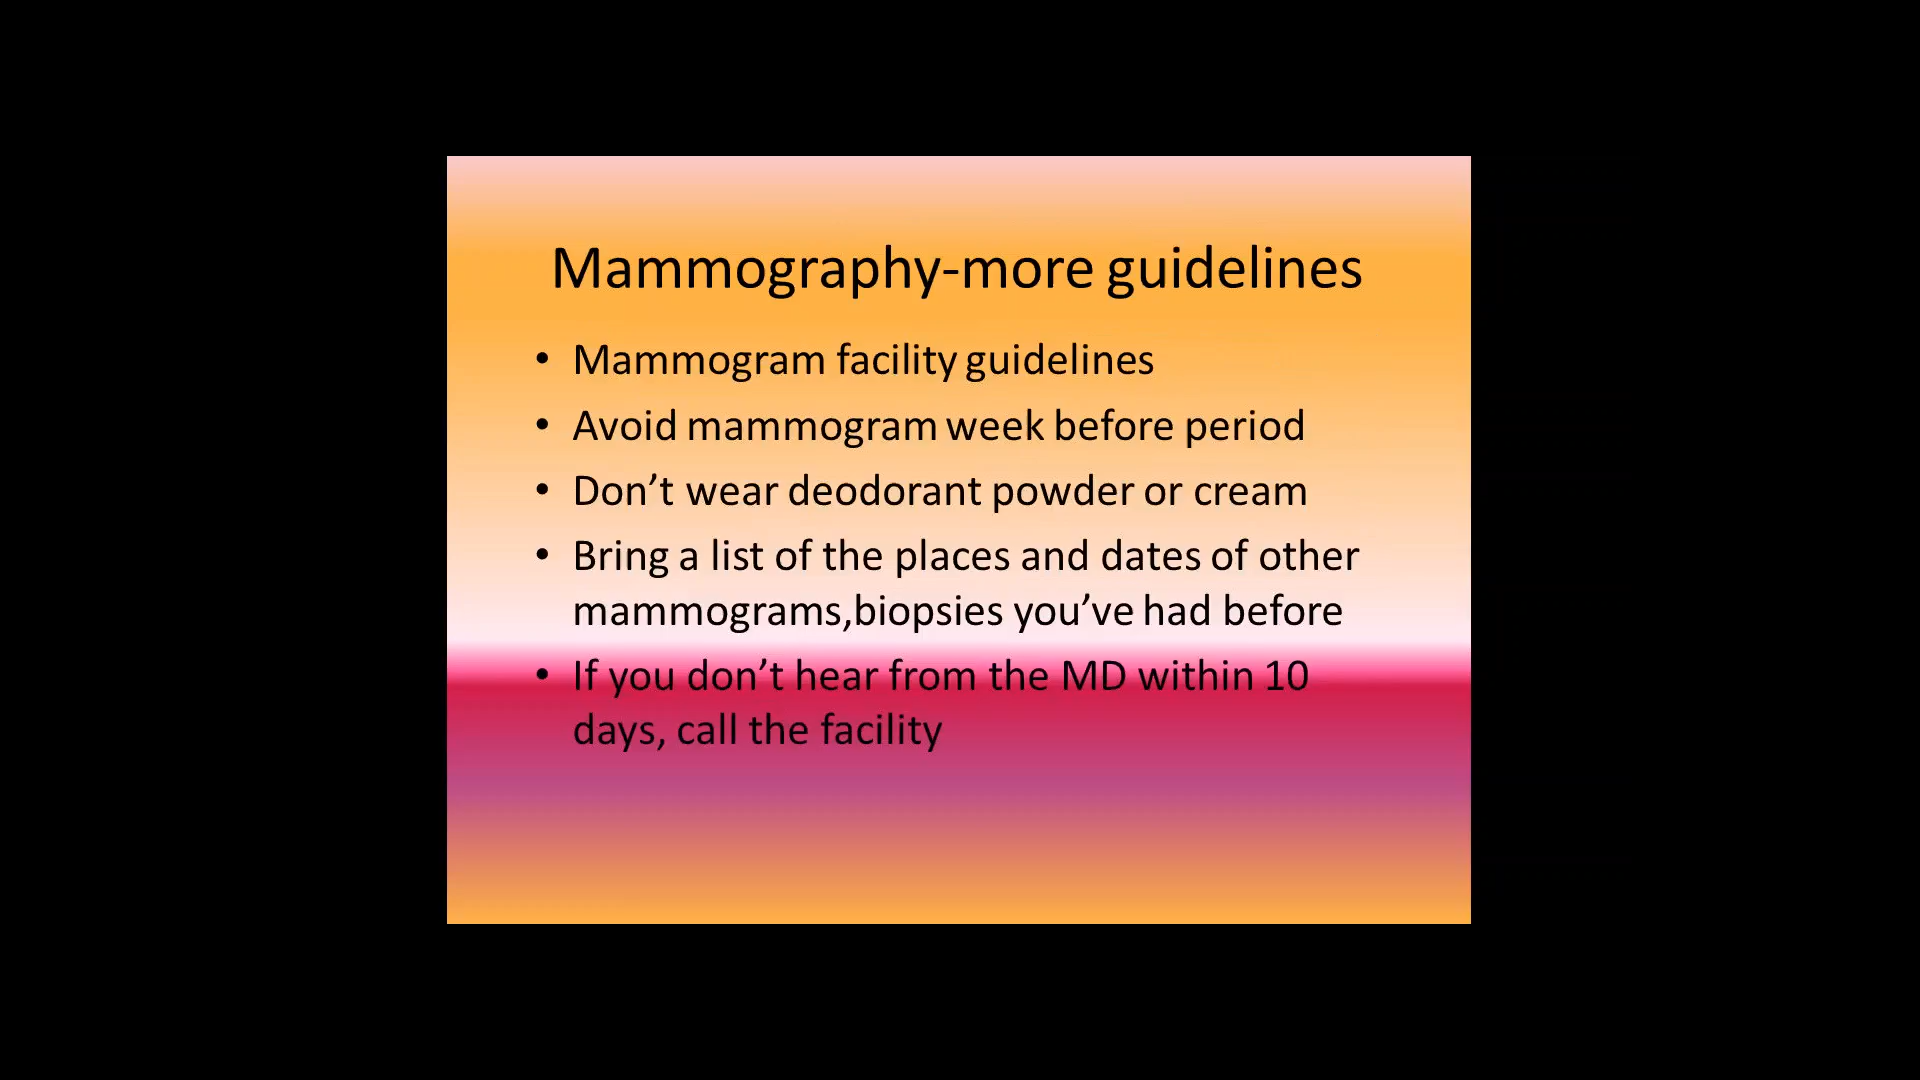 Mammography-more guidelines
• Mammogram facility guidelines
• Avoid mammogram week before period
• Don’t wear deodorant powder or cream
• Bring a list of the places and dates of other
mammograms,biopsies you’ve had before
• If you don’t hear from the MD within 10
days, call the facility